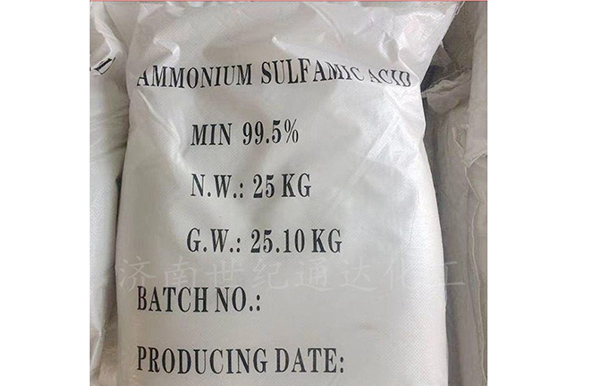 AMMONIUM SULFAMIC ACID
MIN 99.5%
N.W.: 25 KG
G.W.: 25.10 KG
济南世纪通达化工
BATCH NO.:
PRODUCING DATE: